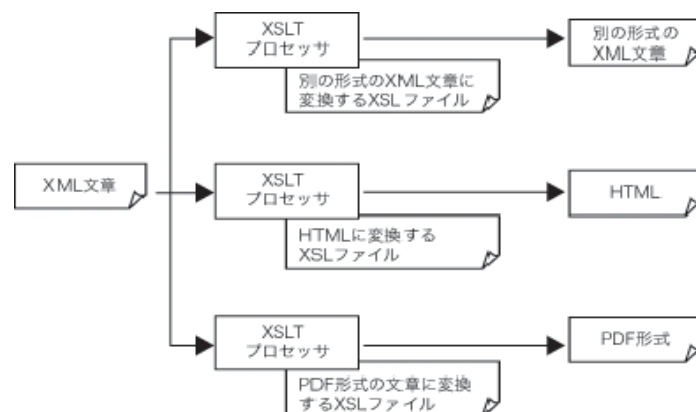 XSLT
プロセッサ
別の形式の
XML文章
別の形式のXML文章に
変換するXSLファイル
XML文章
XSLT
プロセッサ
HTML
HTMLに変換する
XSLファイル
XSLT
プロセッサ
PDF形式
PDF形式の文章に変換
するXSLファイル